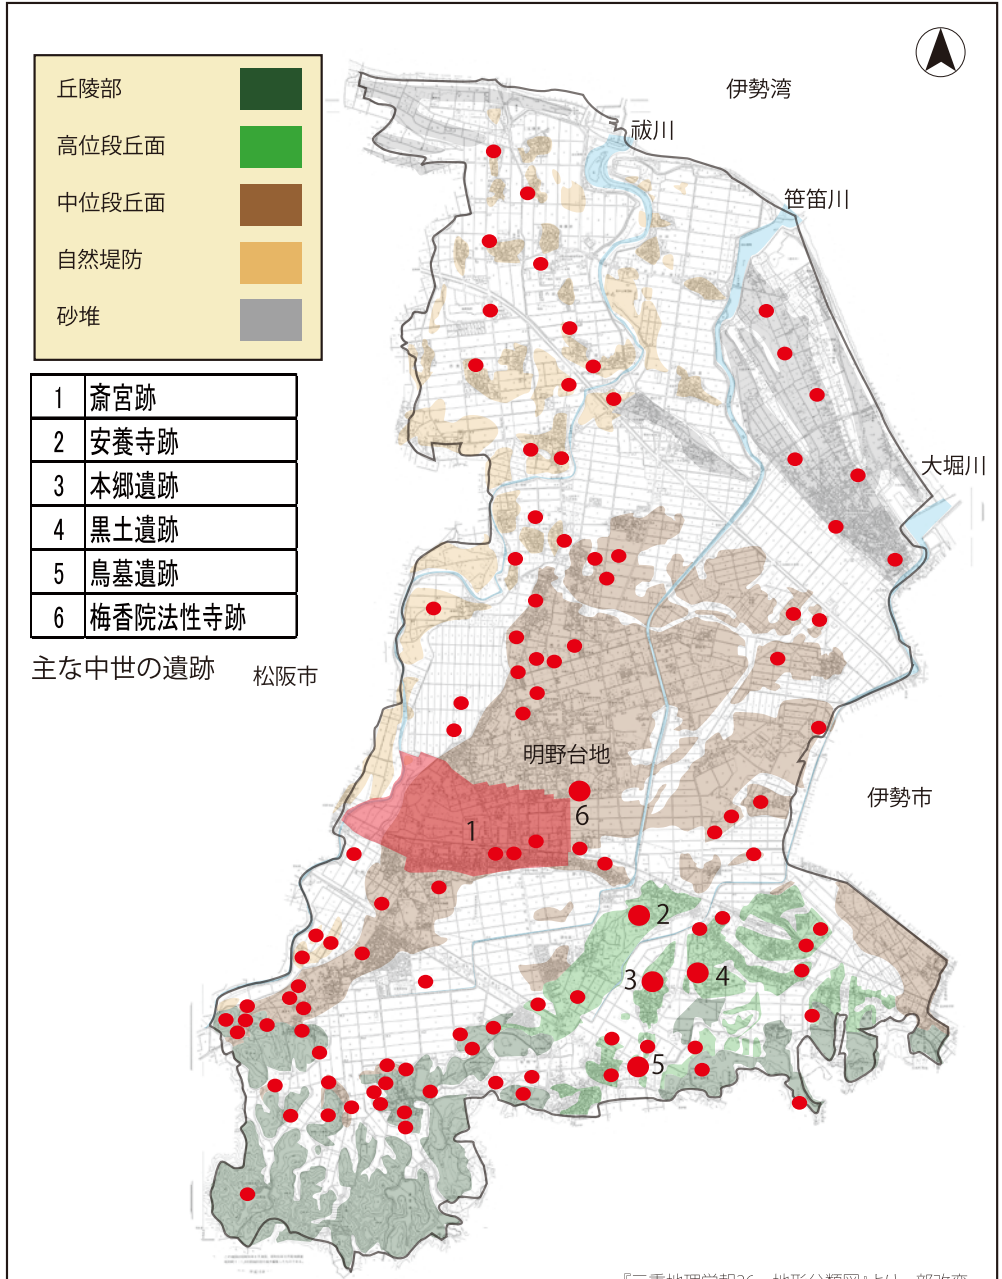 伊勢湾
祓川
笹笛川
大堀川
丘陵部
高位段丘面
中位段丘面
自然堤防
砂堆
1 斎宮跡
2 安養寺跡
3 本郷遺跡
4 黒土遺跡
5 鳥墓遺跡
6 梅香院法性寺跡
主な中世の遺跡
松阪市
明野台地
伊勢市
6
1
2
3
4
5